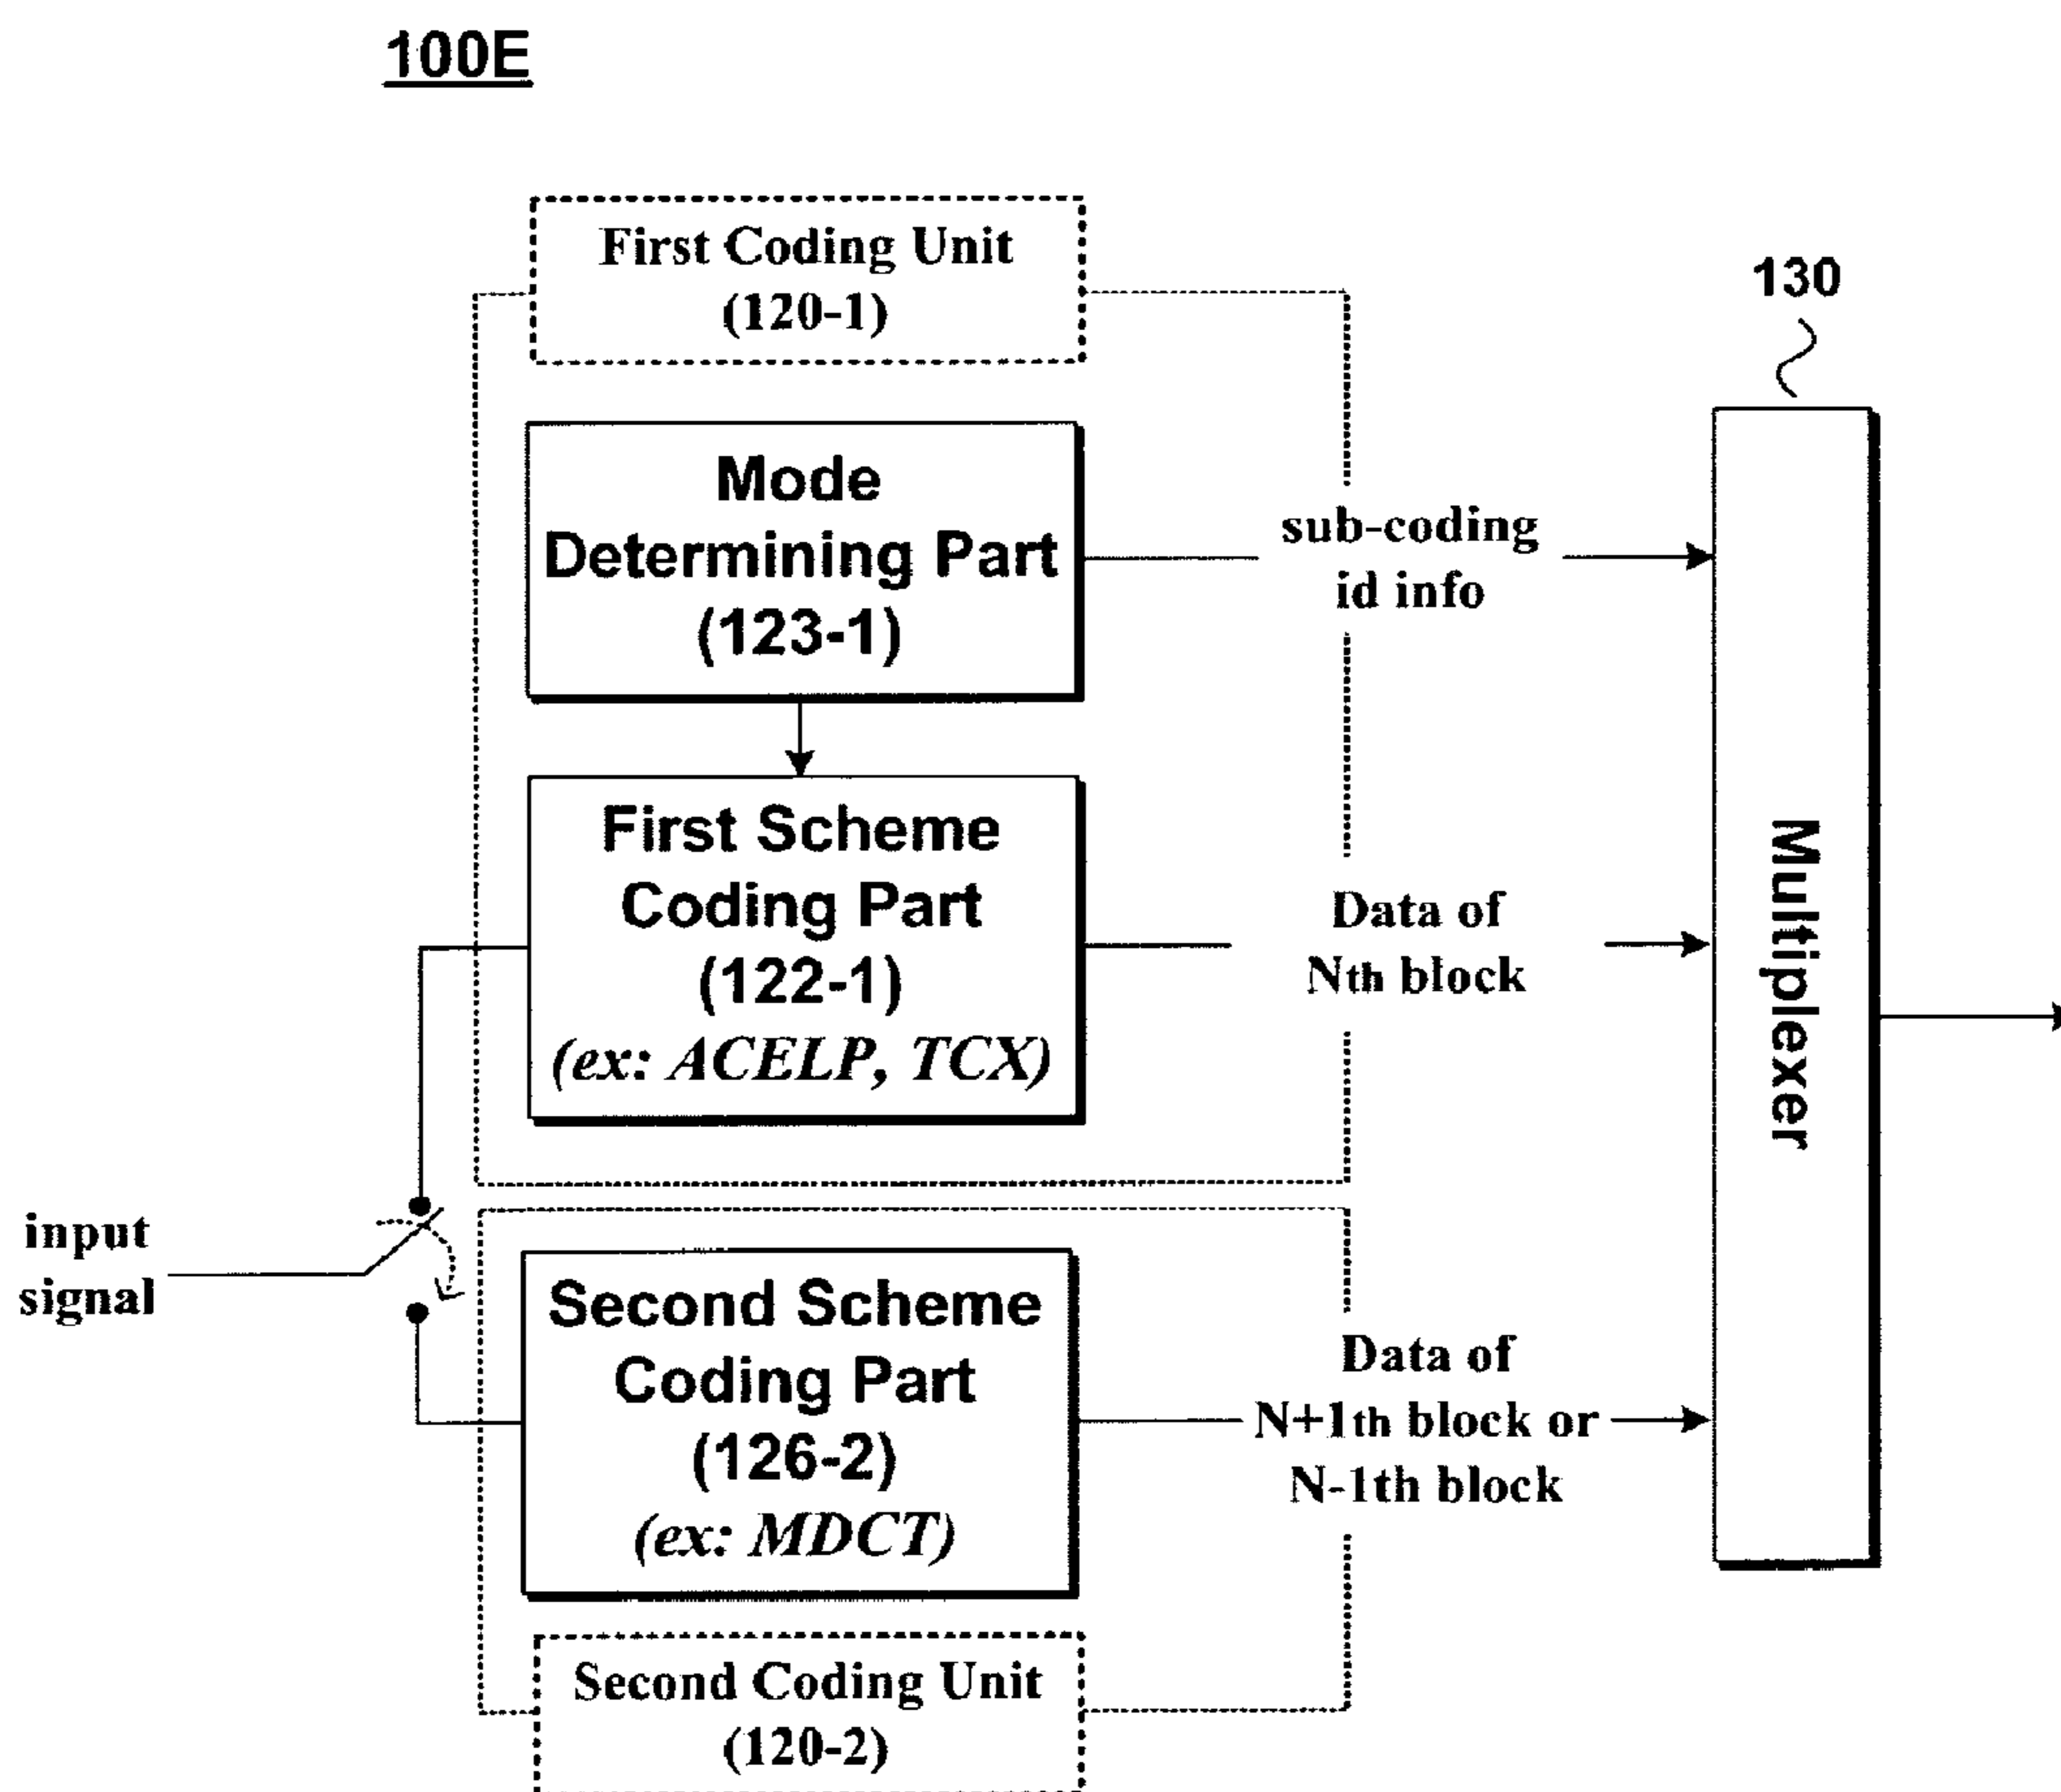 100E
First Coding Unit
(120-1)
130
Mode
Determining Part
(123-1)
sub-coding
id info
First Scheme
Coding Part
(122-1)
(ex: ACELP, TCX)
Data of
Nth block
Multiplexer
input
signal
Second Scheme
Coding Part
(126-2)
(ex: MDCT)
Data of
N+1th block or
N-1th block
Second Coding Unit
(120-2)